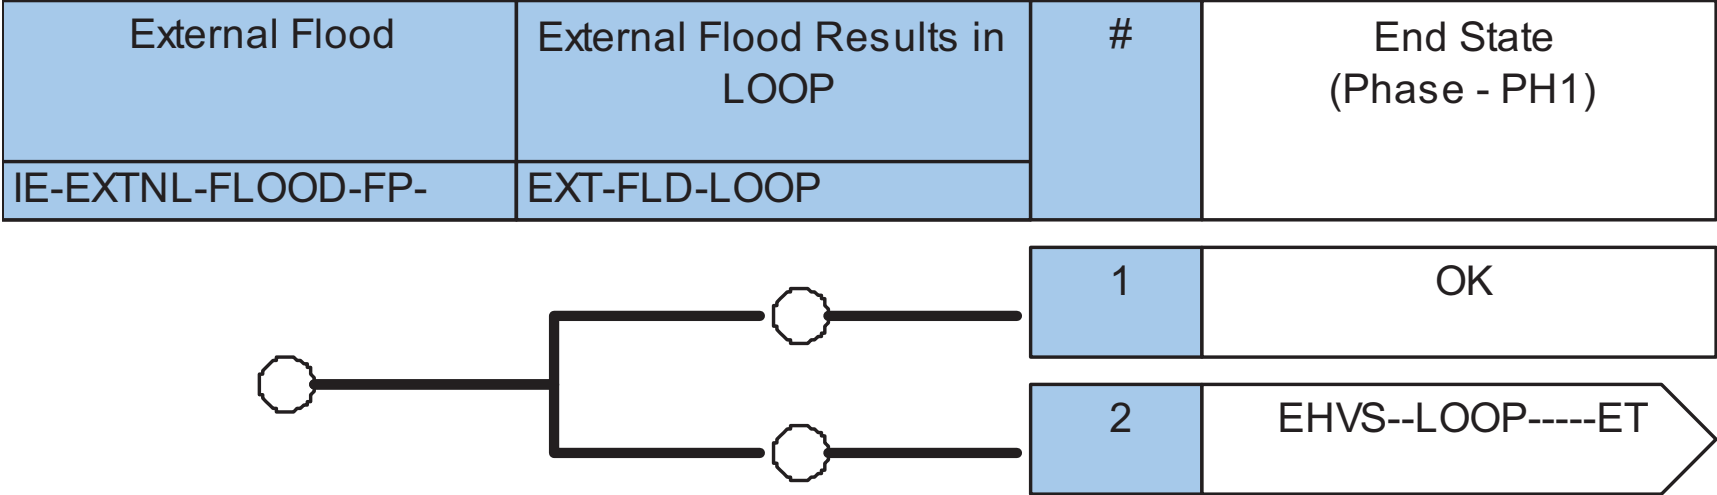 External Flood
External Flood Results in
LOOP
#
End State
(Phase - PH1)
IE-EXTNL-FLOOD-FP-
EXT-FLD-LOOP
1
OK
2
EHVS--LOOP-----ET